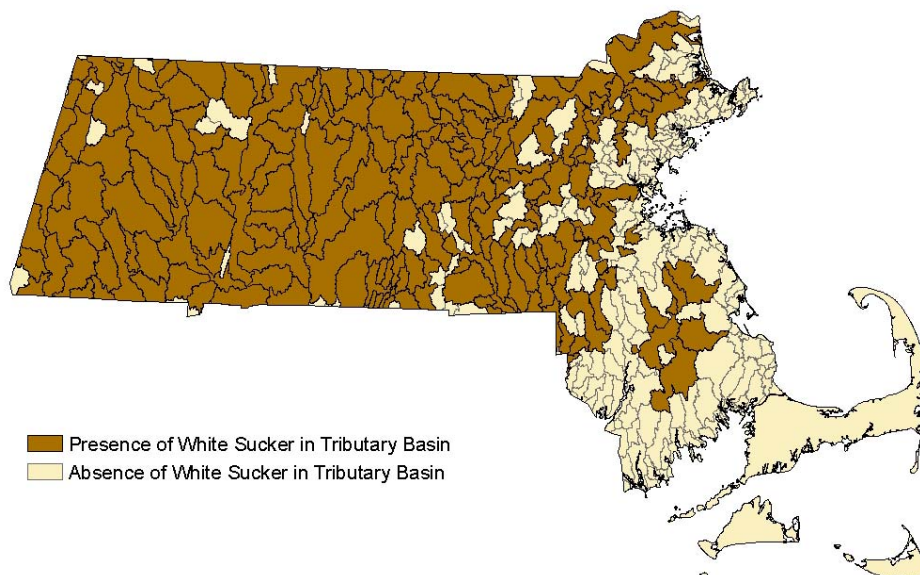 Presence of White Sucker in Tributary Basin
Absence of White Sucker in Tributary Basin